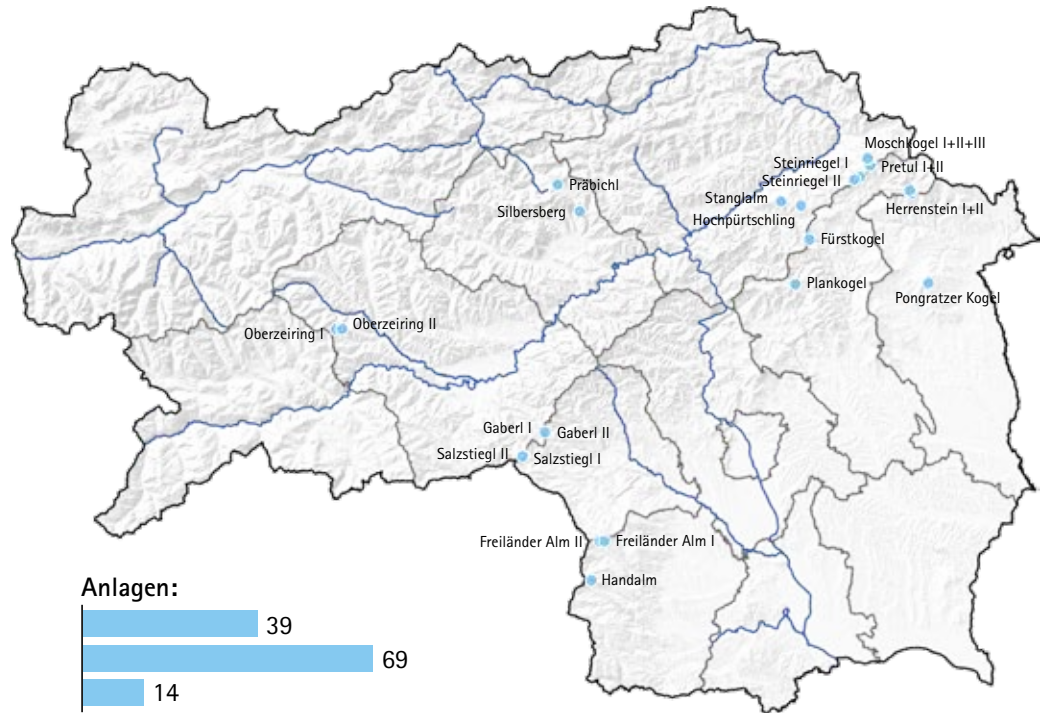 Moschkogel I+II+III
Steinriegel I
Pretul I+II
Steinriegel II
Präbichl
Stanglalm
Herrenstein I+II
Silbersberg
Hochpürtschling
Fürstkogel
Plankogel
Pongratzer Kogel
Oberzeiring I
Oberzeiring II
Gaberl I
Gaberl II
Salzstiegl II
Salzstiegl I
Freiländer Alm II
Freiländer Alm I
Handalm
Anlagen:
39
69
14